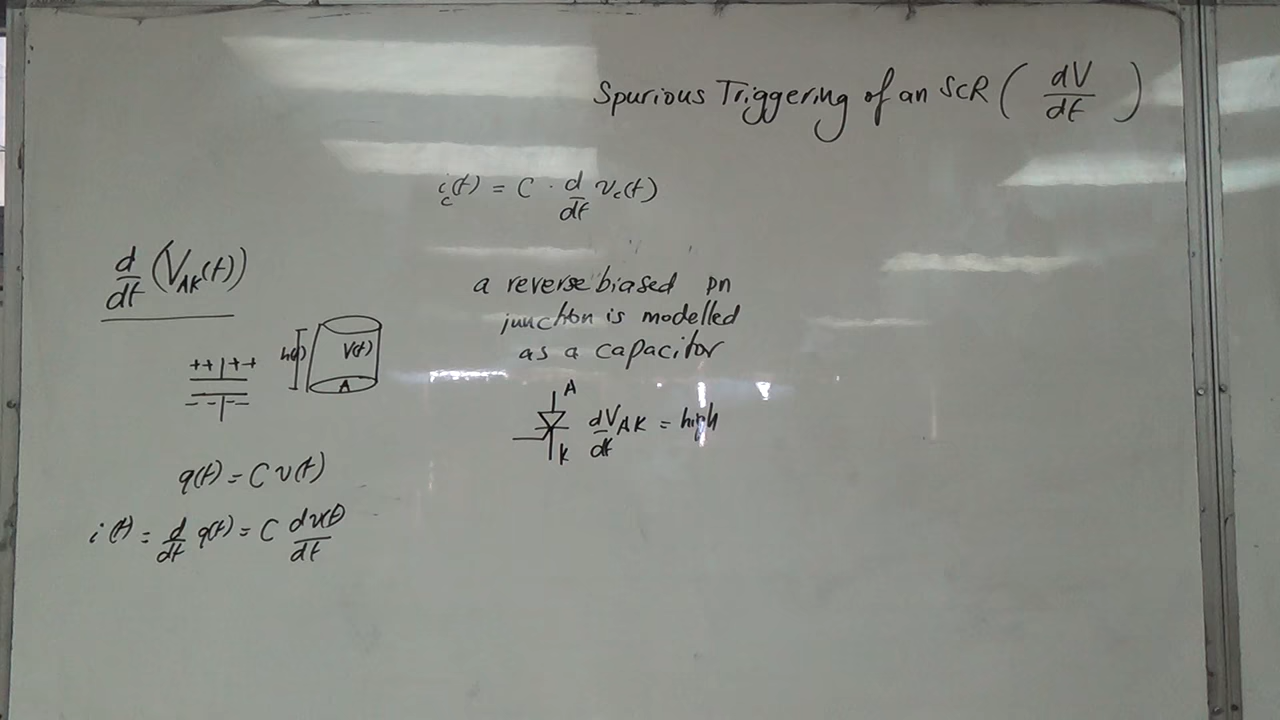 Spurious Triggering of an SCR ( dV/dt )
i_c(t) = C · d/dt v_c(t)
d/dt (V_AK(t))
a reverse biased pn
junction is modelled
as a capacitor
++ ++
-- --
h(t)
V(t)
A
A
dV_AK/dt = high
K
q(t) = C v(t)
i(t) = d/dt q(t) = C dv(t)/dt